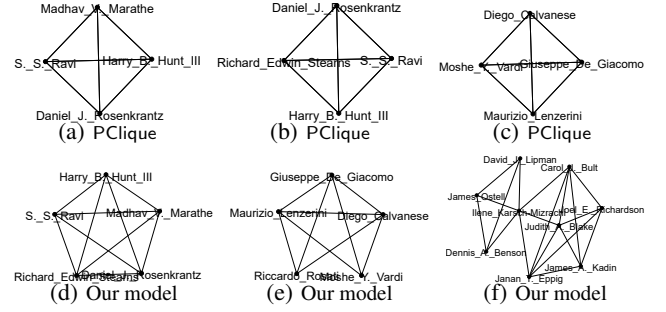 Madhav_V._Marathe
S._S._Ravi
Harry_B._Hunt_III
Daniel_J._Rosenkrantz
(a) PClique
Daniel_J._Rosenkrantz
Richard_Edwin_Stearns
S._S._Ravi
Harry_B._Hunt_III
(b) PClique
Diego_Calvanese
Moshe_Y._Vardi
Giuseppe_De_Giacomo
Maurizio_Lenzerini
(c) PClique
Harry_B._Hunt_III
S._S._Ravi
Madhav_V._Marathe
Richard_Edwin_Stearns
Daniel_J._Rosenkrantz
(d) Our model
Giuseppe_De_Giacomo
Maurizio_Lenzerini
Diego_Calvanese
Riccardo_Rosati
Moshe_Y._Vardi
(e) Our model
David_J._Lipman
Carol_J._Bult
James_Ostell
Ilene_Karsch-Mizrachi
Joel_E._Richardson
Judith_A._Blake
Dennis_A._Benson
James_A._Kadin
Janan_T._Eppig
(f) Our model